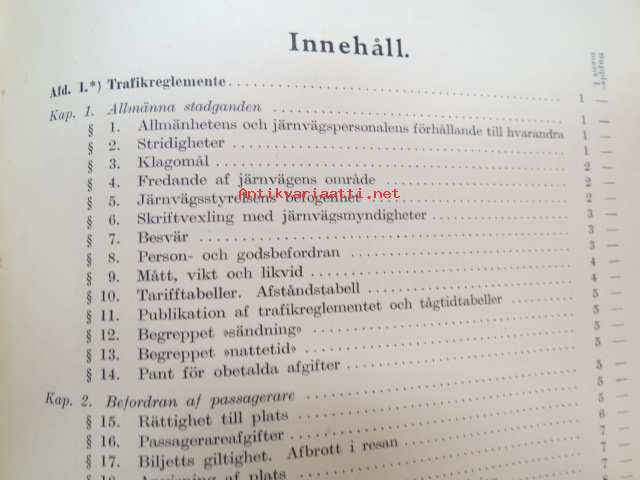 Innehåll.
Afd. I.*) Trafikreglemente 1 —
Kap. 1. Allmänna stadganden 1 —
§ 1. Allmänhetens och järnvägspersonalens förhållande till hvarandra 1 —
§ 2. Stridigheter 1 —
§ 3. Klagomål 2 —
§ 4. Fredande af järnvägens område 2 —
Antikvariaatti.net
§ 5. Järnvägsstyrelsens befogenhet 2 —
§ 6. Skriftvexling med järnvägsmyndigheter 3 —
§ 7. Besvär 3 —
§ 8. Person- och godsbefordran 3 —
§ 9. Mått, vikt och likvid 4 —
§ 10. Tarifftabeller. Afståndstabell 4 —
§ 11. Publikation af trafikreglementet och tågtidtabeller 5 —
§ 12. Begreppet »sändning» 5 —
§ 13. Begreppet »nattetid» 5 —
§ 14. Pant för obetalda afgifter 5 —
Kap. 2. Befordran af passagerare 5 —
§ 15. Rättighet till plats 5 —
§ 16. Passagerareafgifter 6 —
§ 17. Biljetts giltighet. Afbrott i resan 7 —
af plats